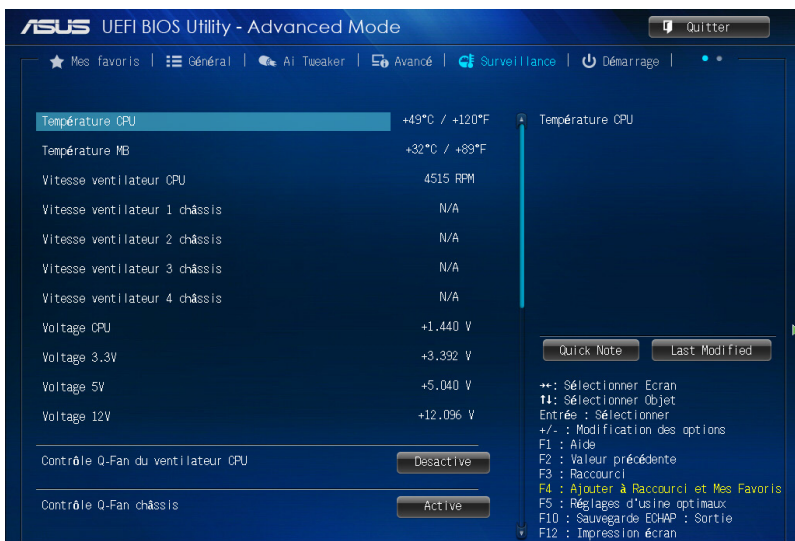 ASUS UEFI BIOS Utility - Advanced Mode
Quitter
Mes favoris | Général | Ai Tweaker | Avancé | Surveillance | Démarrage |
Température CPU +49°C / +120°F
Température MB +32°C / +89°F
Vitesse ventilateur CPU 4515 RPM
Vitesse ventilateur 1 châssis N/A
Vitesse ventilateur 2 châssis N/A
Vitesse ventilateur 3 châssis N/A
Vitesse ventilateur 4 châssis N/A
Voltage CPU +1.440 V
Voltage 3.3V +3.392 V
Voltage 5V +5.040 V
Voltage 12V +12.096 V
Contrôle Q-Fan du ventilateur CPU Desactive
Contrôle Q-Fan châssis Active
Température CPU
Quick Note Last Modified
→←: Sélectionner Ecran
↑↓: Sélectionner Objet
Entrée : Sélectionner
+/- : Modification des options
F1 : Aide
F2 : Valeur précédente
F3 : Raccourci
F4 : Ajouter à Raccourci et Mes Favoris
F5 : Réglages d'usine optimaux
F10 : Sauvegarde ECHAP : Sortie
F12 : Impression écran